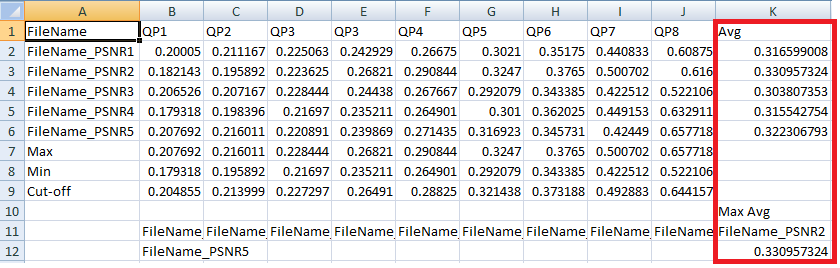 A B C D E F G H I J K
1 FileName QP1 QP2 QP3 QP3 QP4 QP5 QP6 QP7 QP8 Avg
2 FileName_PSNR1 0.20005 0.211167 0.225063 0.242929 0.26675 0.3021 0.35175 0.440833 0.60875 0.316599008
3 FileName_PSNR2 0.182143 0.195892 0.223625 0.26821 0.290844 0.3247 0.3765 0.500702 0.616 0.330957324
4 FileName_PSNR3 0.206526 0.207167 0.228444 0.24438 0.267667 0.292079 0.343385 0.422512 0.522106 0.303807353
5 FileName_PSNR4 0.179318 0.198396 0.21697 0.235211 0.264901 0.301 0.362025 0.449153 0.632911 0.315542754
6 FileName_PSNR5 0.207692 0.216011 0.220891 0.239869 0.271435 0.316923 0.345731 0.42449 0.657718 0.322306793
7 Max 0.207692 0.216011 0.228444 0.26821 0.290844 0.3247 0.3765 0.500702 0.657718
8 Min 0.179318 0.195892 0.21697 0.235211 0.264901 0.292079 0.343385 0.422512 0.522106
9 Cut-off 0.204855 0.213999 0.227297 0.26491 0.28825 0.321438 0.373188 0.492883 0.644157
10 Max Avg
11 FileName_ FileName_ FileName_ FileName_ FileName_ FileName_ FileName_ FileName_ FileName_ FileName_PSNR2
12 FileName_PSNR5 0.330957324